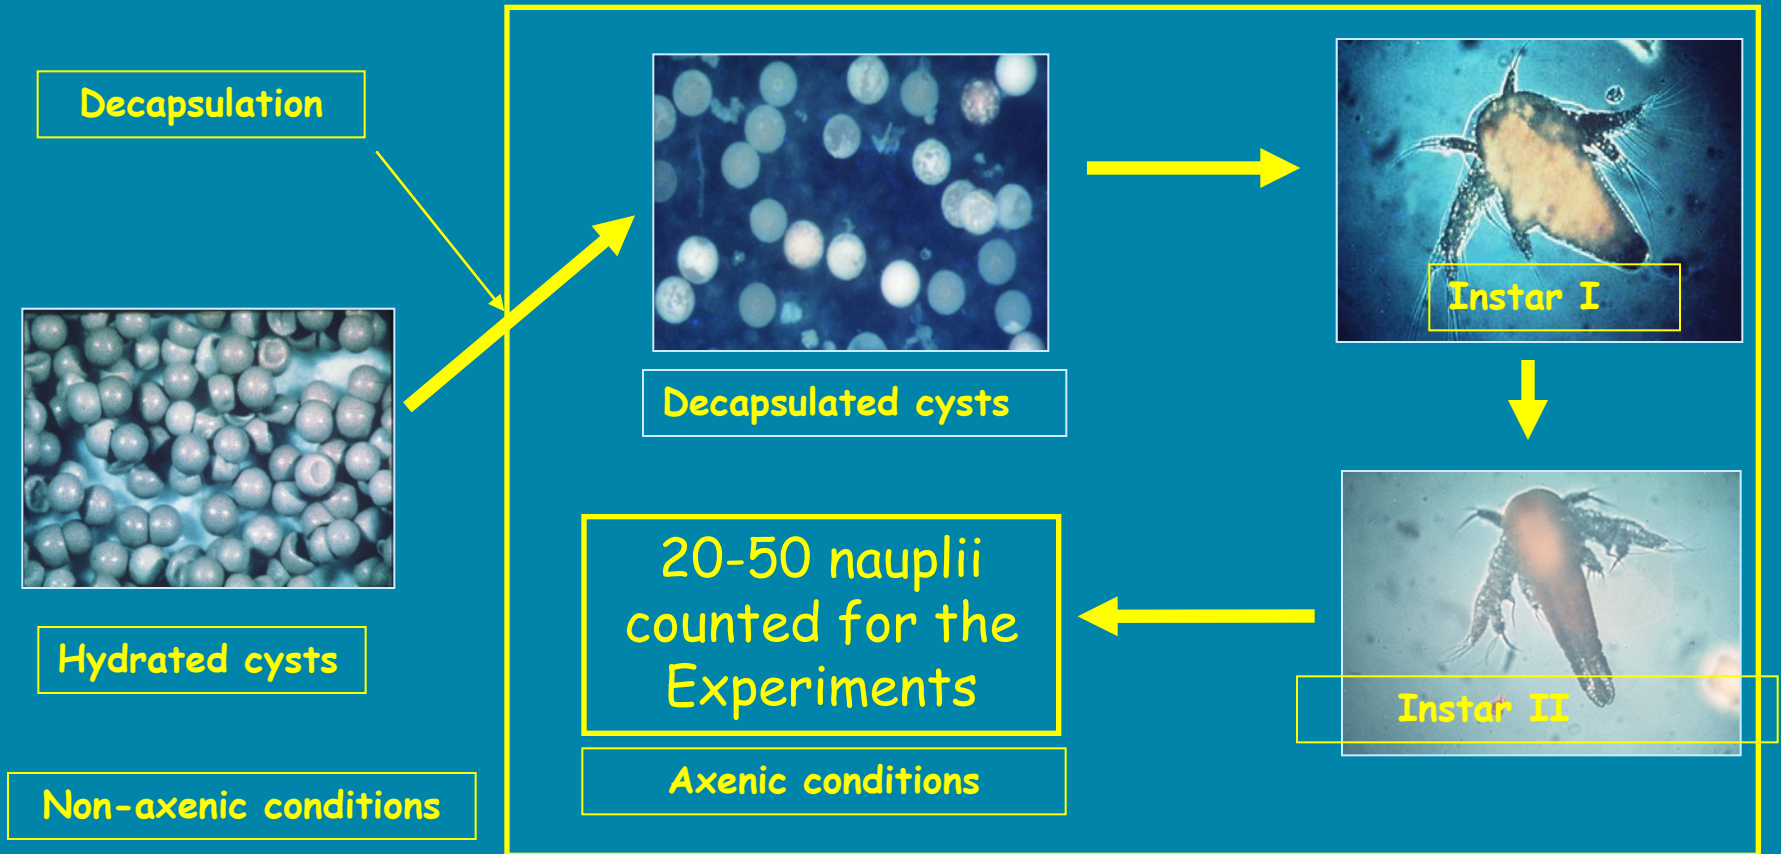 Decapsulation
Hydrated cysts
Non-axenic conditions
Decapsulated cysts
Instar I
Instar II
20-50 nauplii
counted for the
Experiments
Axenic conditions